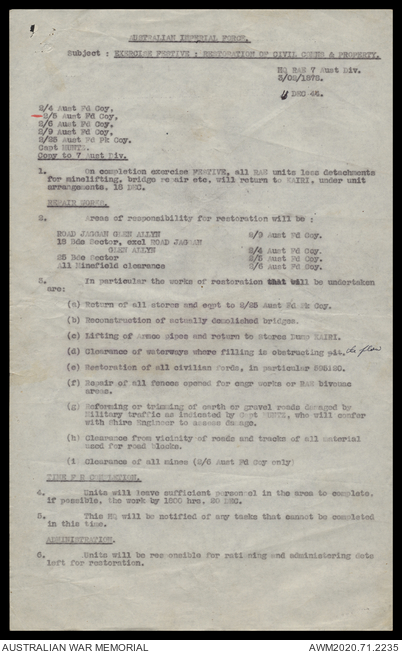 AUSTRALIAN IMPERIAL FORCE.
Subject : EXERCISE FESTIVE : RESTORATION OF CIVIL & PROPERTY.
HQ RAE 7 Aust Div.
3/02/1878.
DEC 43.
2/4 Aust Fd Coy,
2/5 Aust Fd Coy,
2/6 Aust Fd Coy,
2/9 Aust Fd Coy,
2/25 Aust Fd Pk Coy.
Capt
Copy to 7 Aust Div.
1. On completion exercise FESTIVE, all RAE units less detachments
for minelifting, bridge repair etc. will return to KAIRI, under unit
arrangements, 18 DEC.
REPAIR WORKS.
2. Areas of responsibility for restoration will be :
ROAD JAGGAN GLEN ALLYN 2/9 Aust Fd Coy.
18 Bde Sector, excl ROAD JAGGAN
GLEN ALLYN 2/4 Aust Fd Coy.
25 Bde Sector 2/5 Aust Fd Coy
All Minefield clearance 2/6 Aust Fd Coy.
3. In particular the works of restoration that will be undertaken
are:
(a) Return of all stores and eqpt to 2/25 Aust Fd Pk Coy.
(b) Reconstruction of actually demolished bridges.
(c) Lifting of Armco pipes and return to Stores Dump KAIRI.
(d) Clearance of waterways where filling is obstructing
(e) Restoration of all civilian fords, in particular 595120.
(f) Repair of all fences opened for engr works or RAE bivouac
areas.
(g) Reforming or trimming of earth or gravel roads damaged by
Military traffic as indicated by Capt who will confer
with Shire Engineer to assess damage.
(h) Clearance from vicinity of roads and tracks of all material
used for road blocks.
(i) Clearance of all mines (2/6 Aust Fd Coy only)
TIME FOR COMPLETION.
4. Units will leave sufficient personnel in the area to complete,
if possible, the work by 1800 hrs. 20 DEC.
5. This HQ will be notified of any tasks that cannot be completed
in this time.
ADMINISTRATION.
6. Units will be responsible for rationing and administering dets
left for restoration.
AUSTRALIAN WAR MEMORIAL AWM2020.71.2235